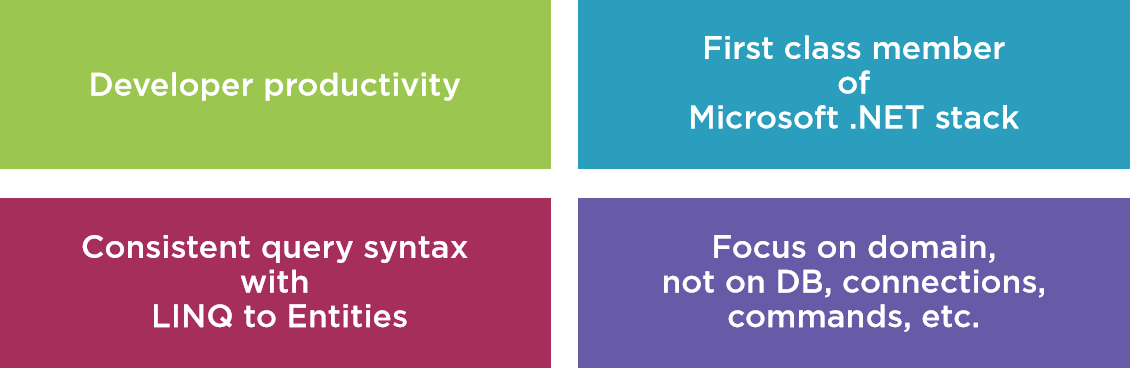 Developer productivity
First class member
of
Microsoft .NET stack
Consistent query syntax
with
LINQ to Entities
Focus on domain,
not on DB, connections,
commands, etc.